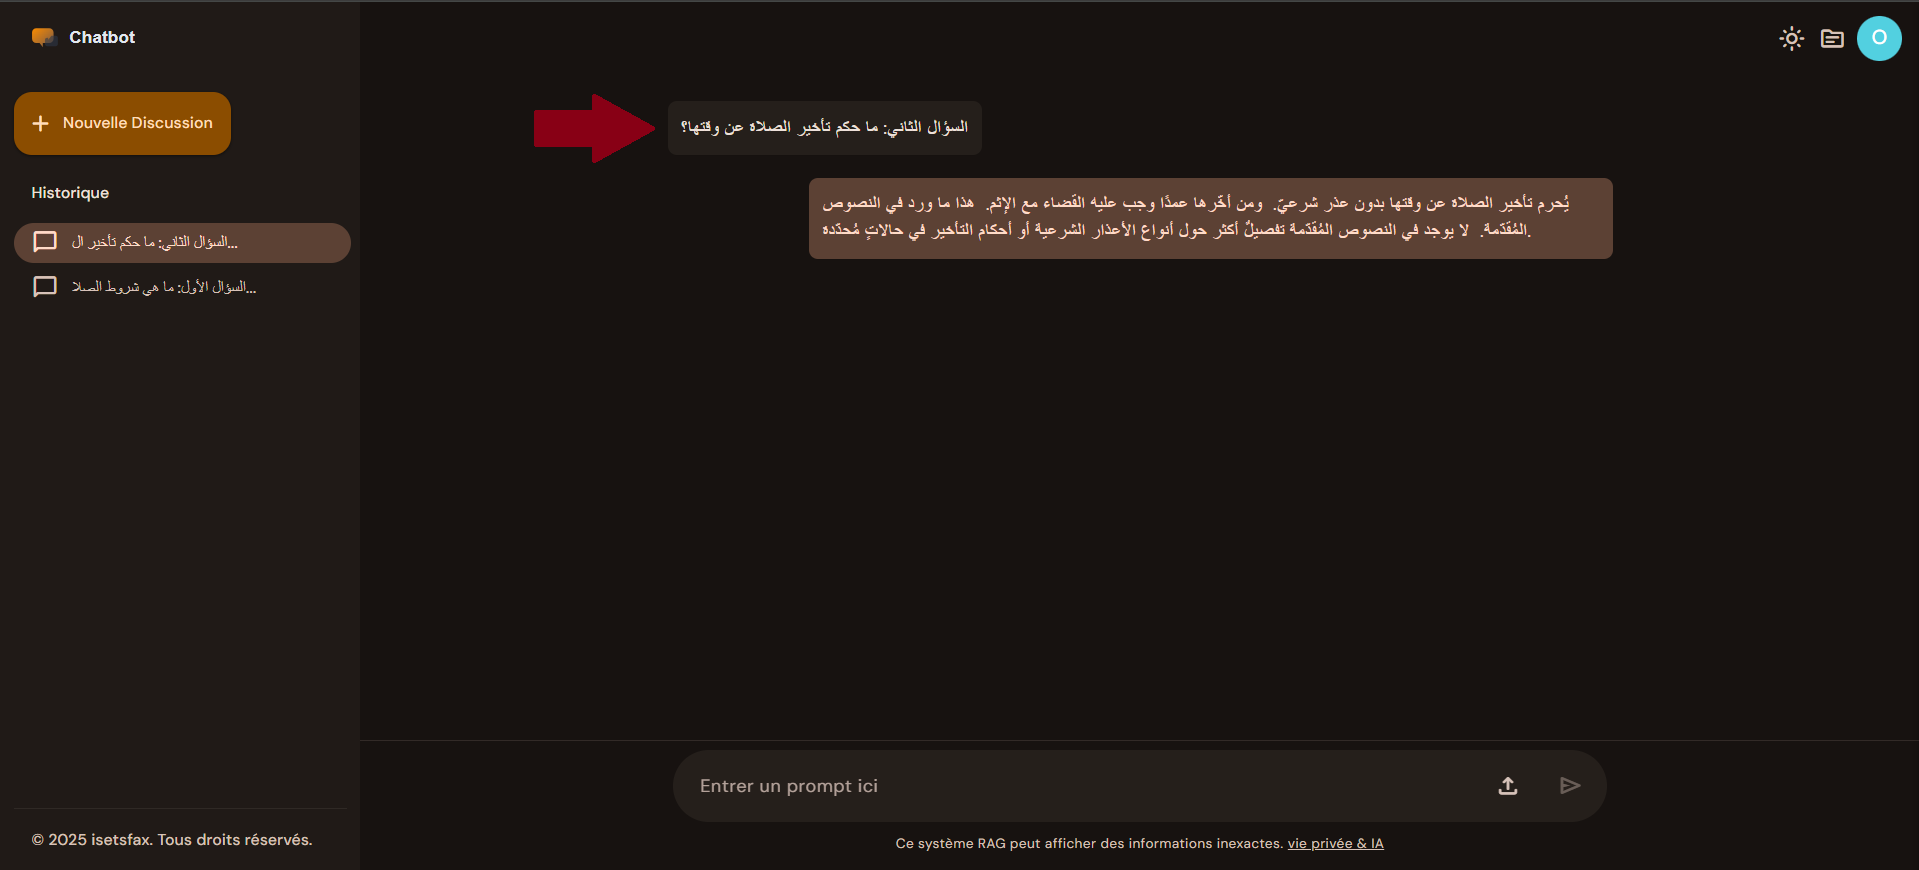 Chatbot
O
Nouvelle Discussion
Historique
السؤال الثاني: ما حكم تأخير ال...
السؤال الأول: ما هي شروط الصلا...
السؤال الثاني: ما حكم تأخير الصلاة عن وقتها؟
يُحرم تأخير الصلاة عن وقتها بدون عذر شرعيّ. ومن أخّرها عمدًا وجب عليه القضاء مع الإثم. هذا ما ورد في النصوص
المُقدّمة. لا يوجد في النصوص المُقدّمة تفصيلٌ أكثر حول أنواع الأعذار الشرعية أو أحكام التأخير في حالاتٍ مُحدّدة.
Entrer un prompt ici
Ce système RAG peut afficher des informations inexactes. vie privée & IA
© 2025 isetsfax. Tous droits réservés.